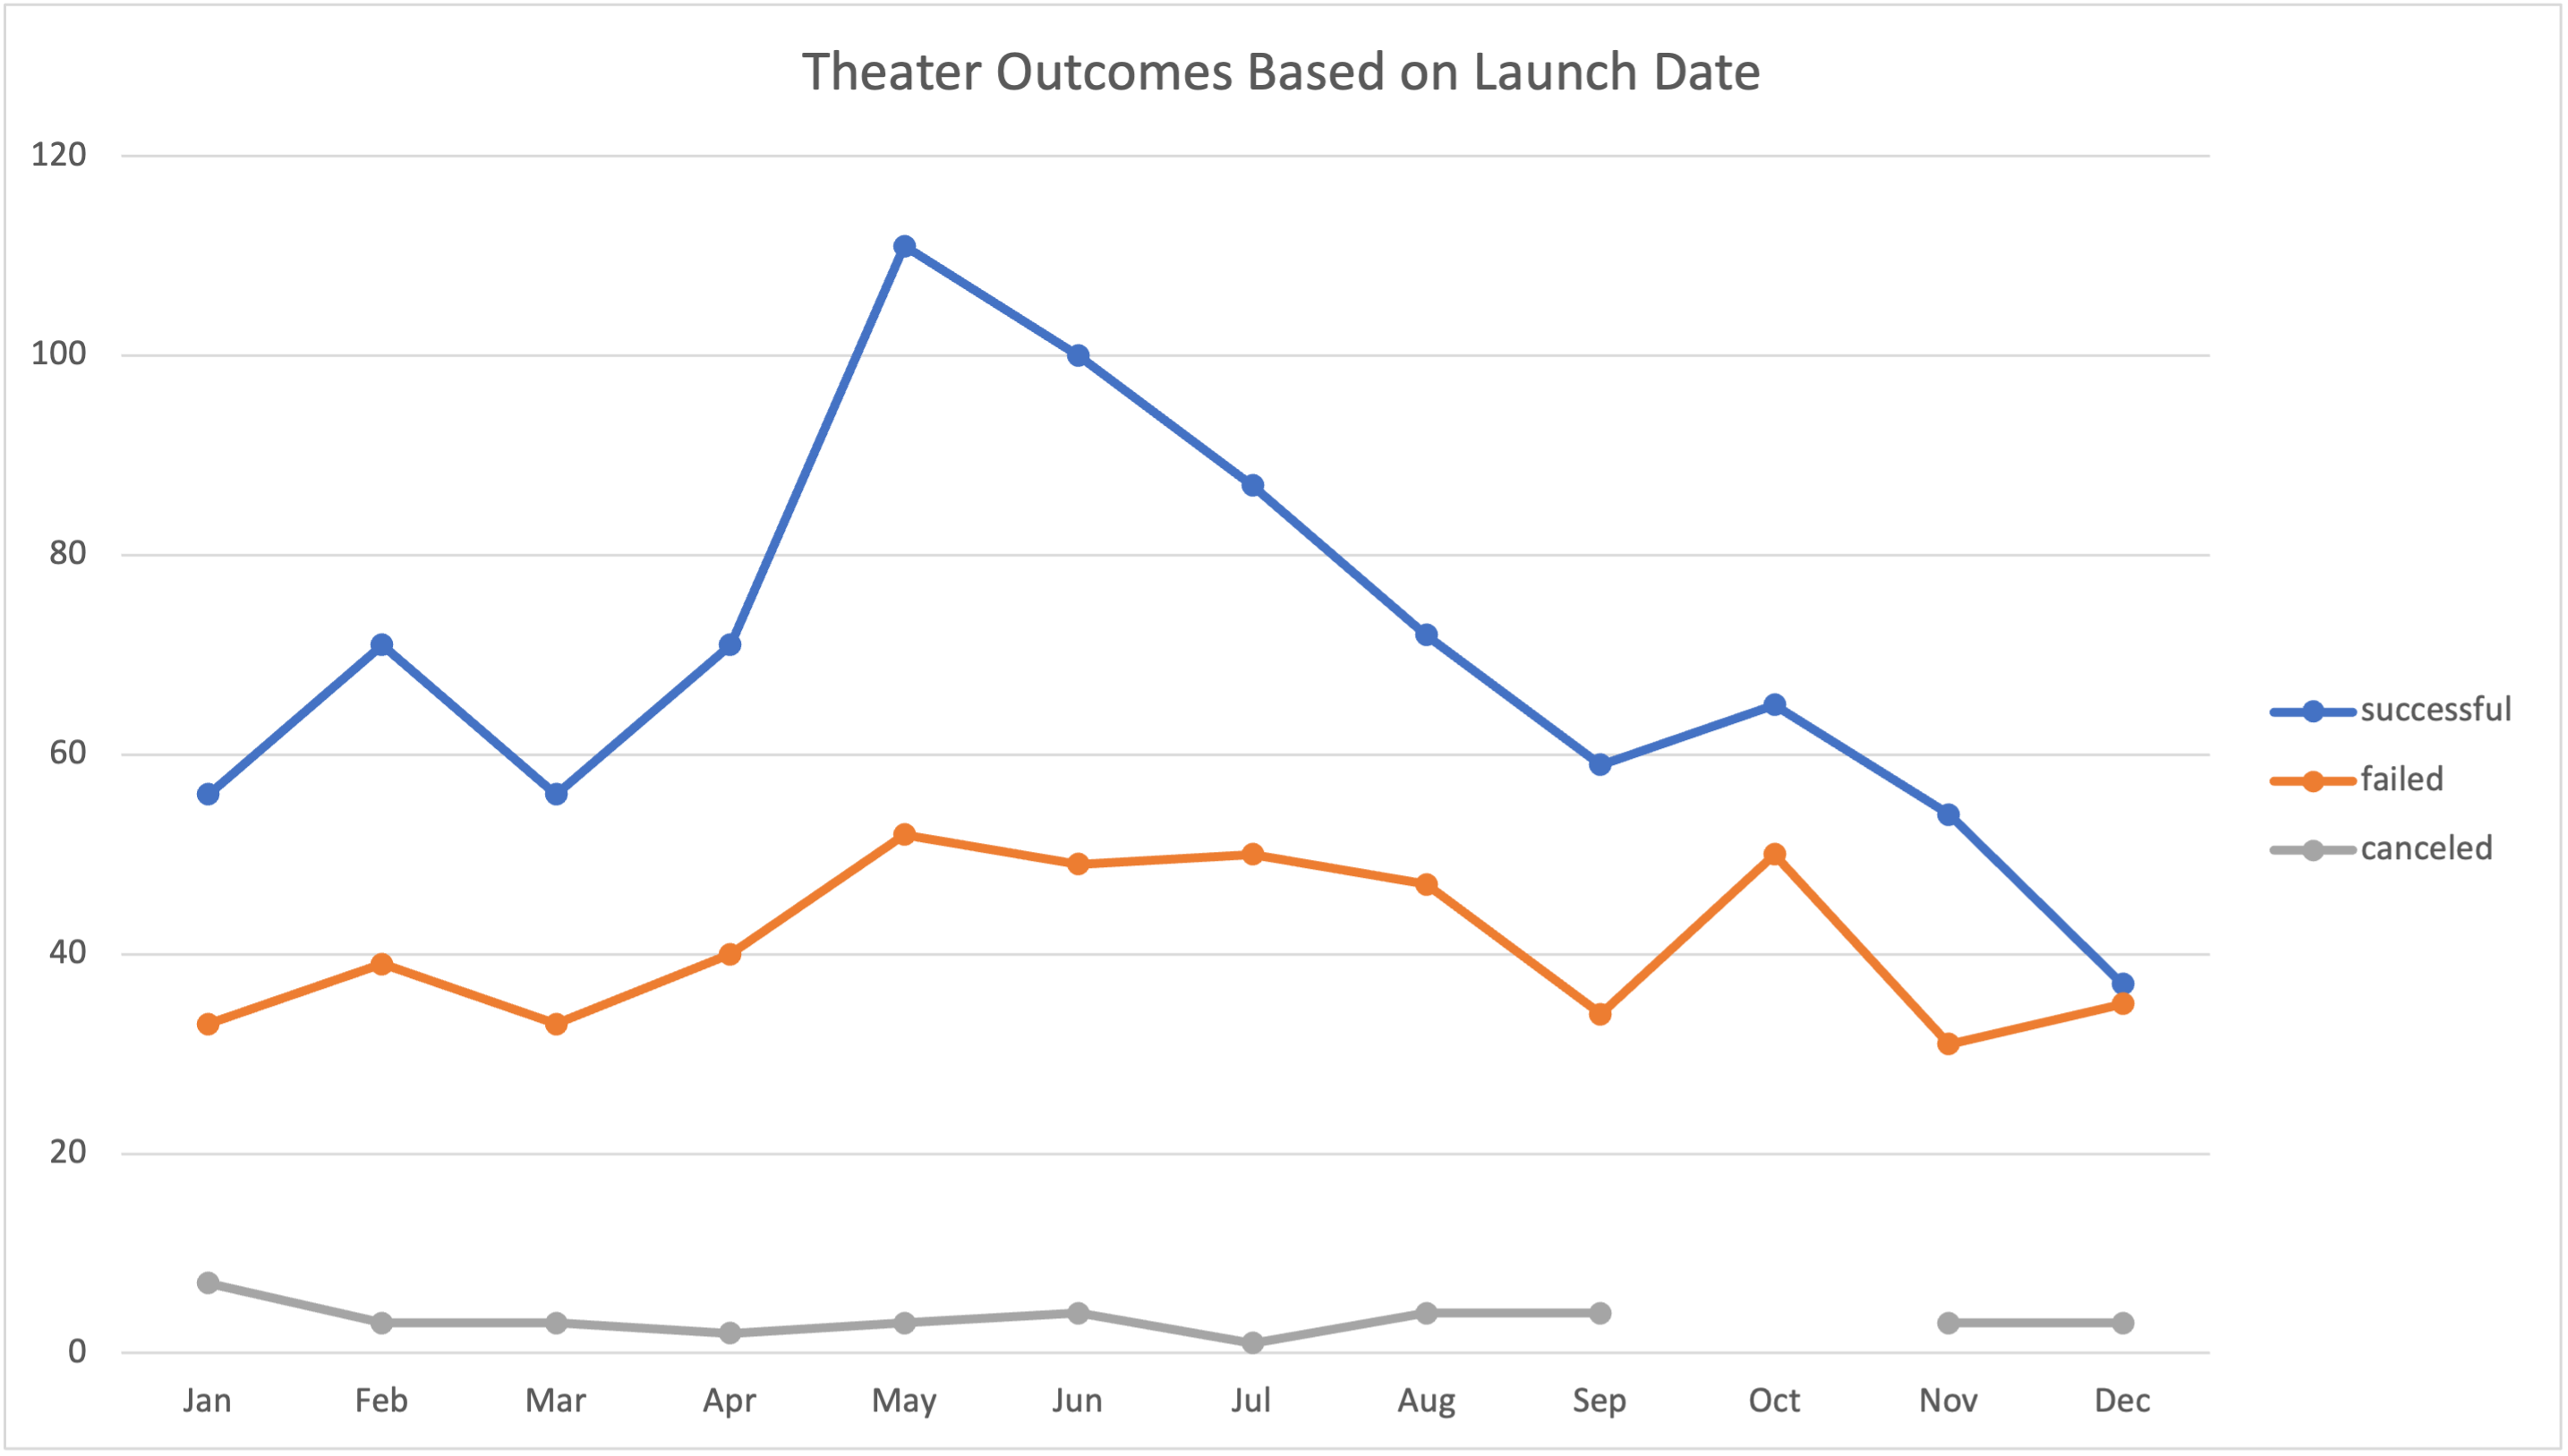 Theater Outcomes Based on Launch Date
120
100
80
60
40
20
0
Jan Feb Mar Apr May Jun Jul Aug Sep Oct Nov Dec
successful
failed
canceled